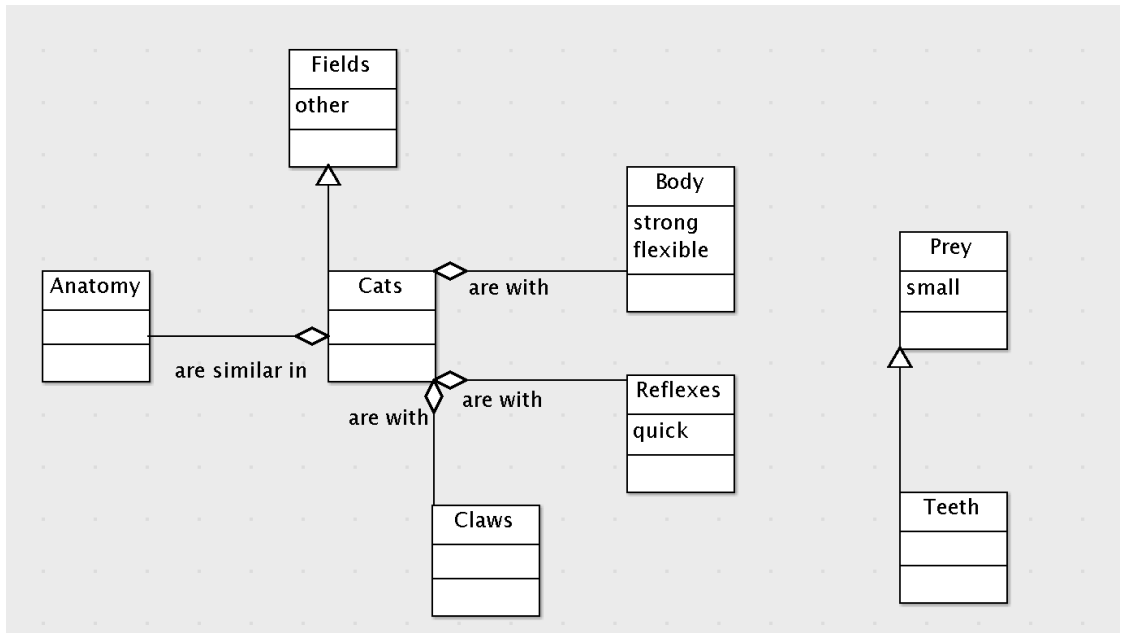 Fields
other
Body
strong
flexible
Prey
small
Anatomy
Cats
are with
are similar in
Reflexes
quick
are with
are with
Claws
Teeth